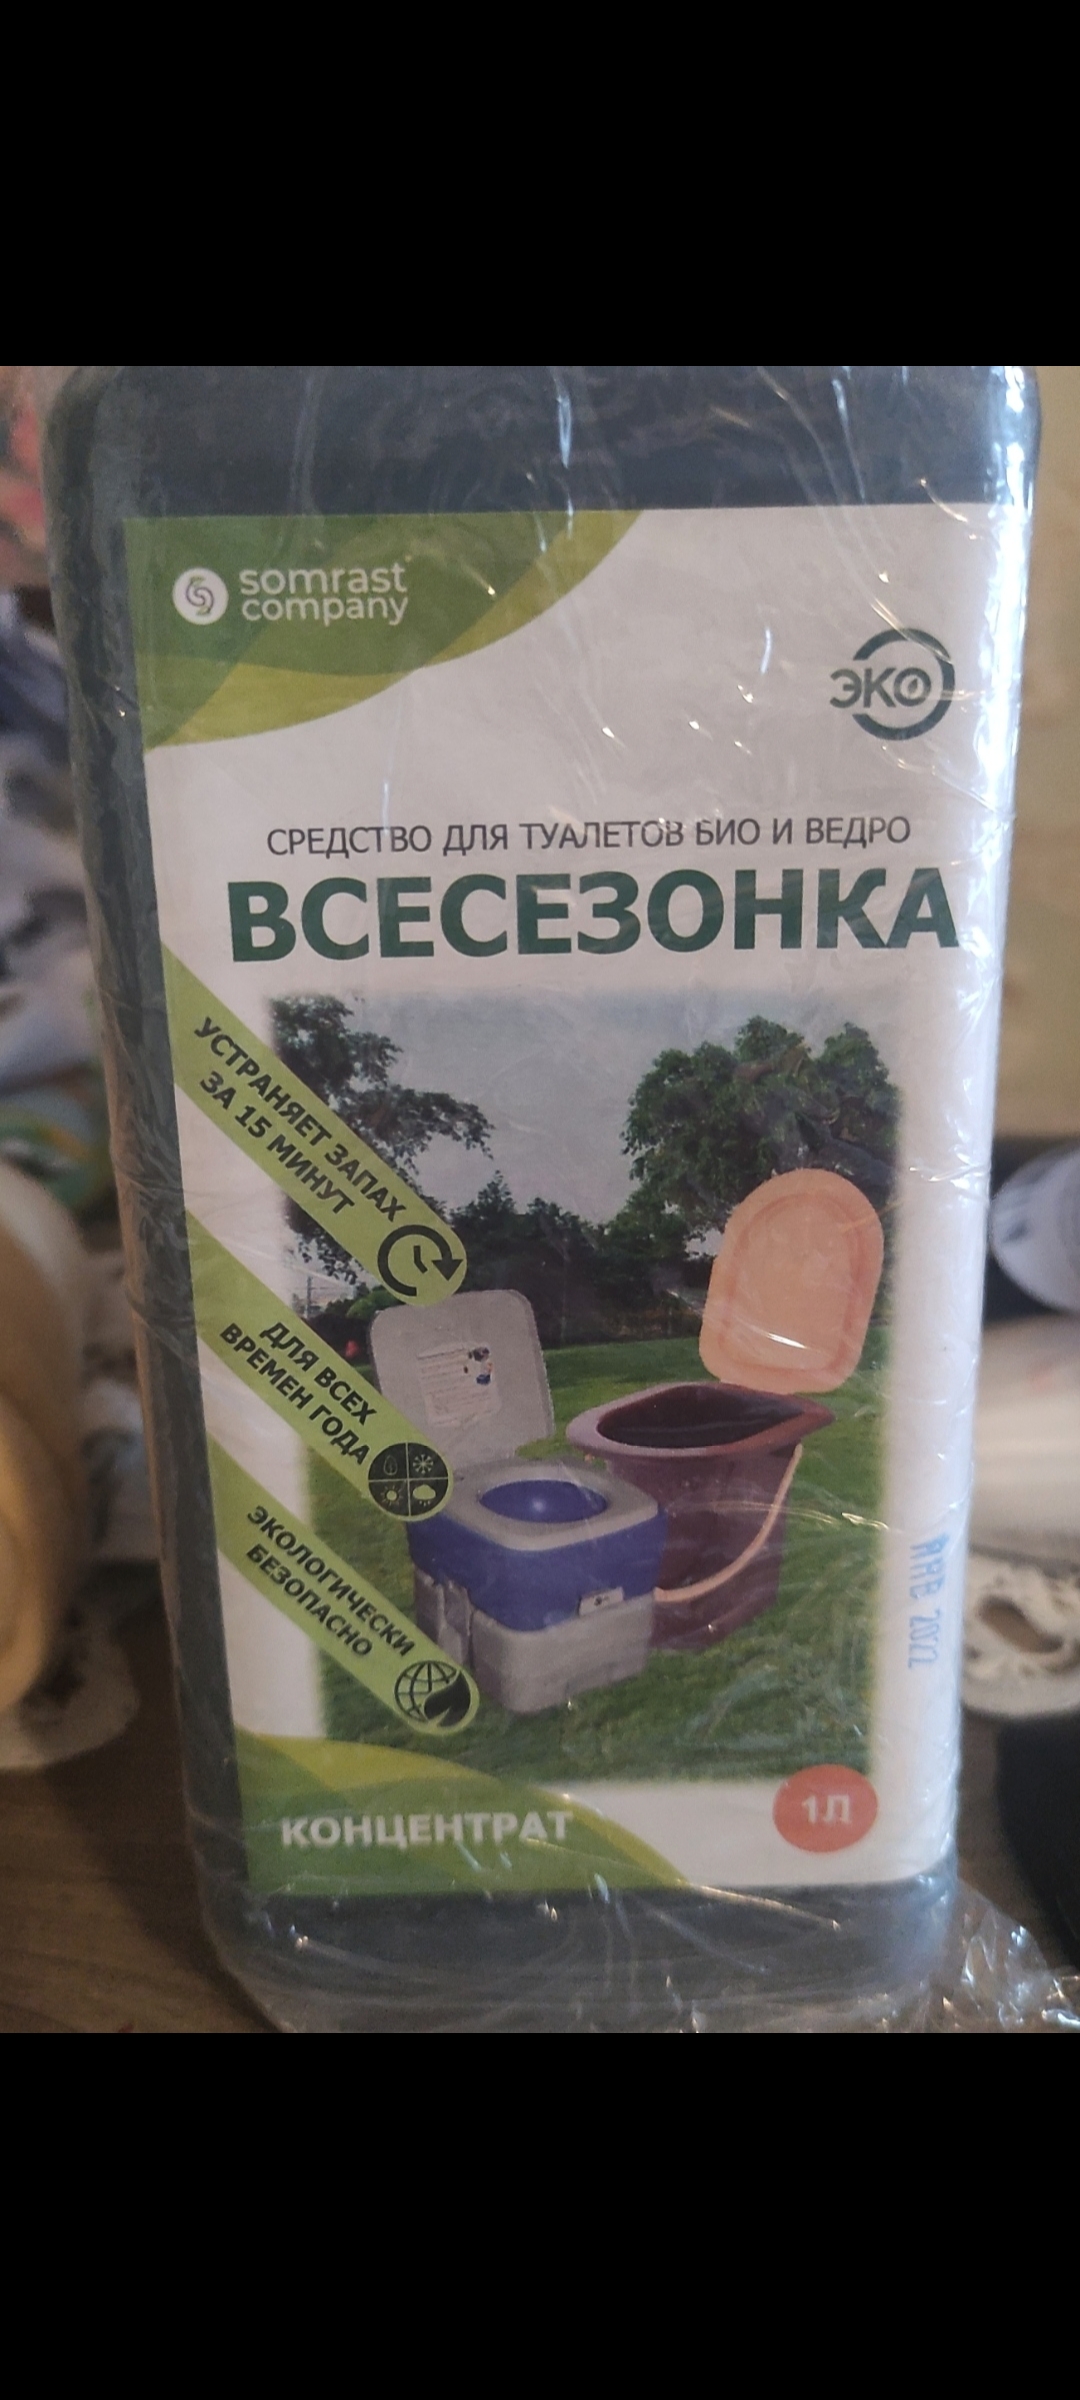 somrast
company
ЭКО
СРЕДСТВО ДЛЯ ТУАЛЕТОВ БИО И ВЕДРО
ВСЕСЕЗОНКА
УСТРАНЯЕТ ЗАПАХ
ЗА 15 МИНУТ
ДЛЯ ВСЕХ
ВРЕМЕН ГОДА
ЭКОЛОГИЧЕСКИ
БЕЗОПАСНО
2022
КОНЦЕНТРАТ
1Л